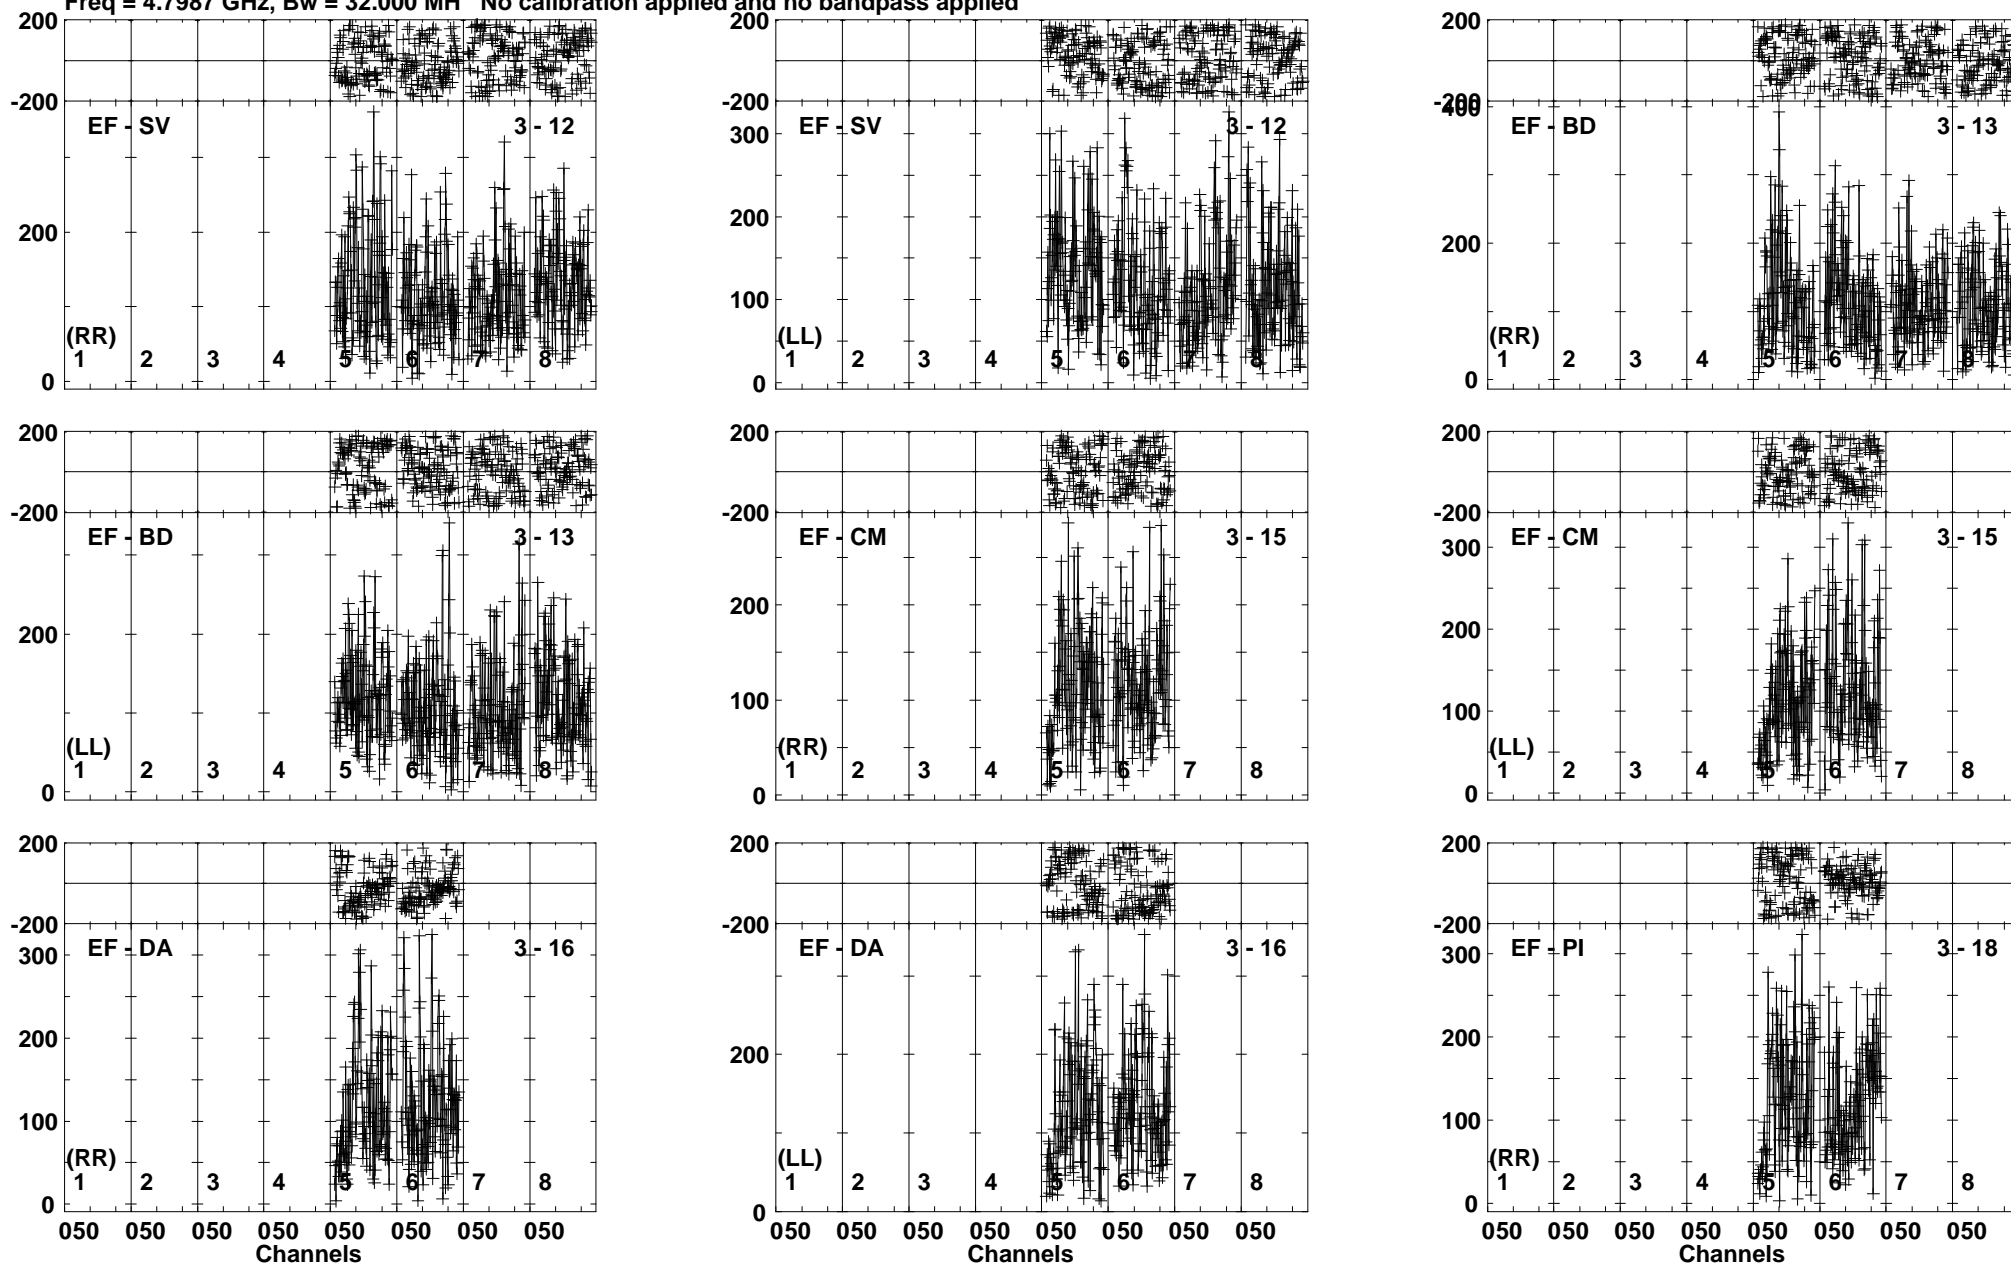 Freq = 4.7987 GHz, Bw = 32.000 MH No calibration applied and no bandpass applied
200
-200
EF - SV 3 - 12
200
(RR)
1 2 3 4 5 6 7 8
0
200
-200
EF - SV 3 - 12
300
200
100
(LL)
1 2 3 4 5 6 7 8
0
200
-200
400
EF - BD 3 - 13
200
(RR)
1 2 3 4 5 6 7 8
0
200
-200
EF - BD 3 - 13
200
(LL)
1 2 3 4 5 6 7 8
0
200
-200
EF - CM 3 - 15
200
100
(RR)
1 2 3 4 5 6 7 8
0
200
-200
EF - CM 3 - 15
300
200
100
(LL)
1 2 3 4 5 6 7 8
0
200
-200
EF - DA 3 - 16
300
200
100
(RR)
1 2 3 4 5 6 7 8
0
050 050 050 050 050 050 050 050
Channels
200
-200
EF - DA 3 - 16
200
(LL)
1 2 3 4 5 6 7 8
0
050 050 050 050 050 050 050 050
Channels
200
-200
EF - PI 3 - 18
300
200
100
(RR)
1 2 3 4 5 6 7 8
0
050 050 050 050 050 050 050 050
Channels